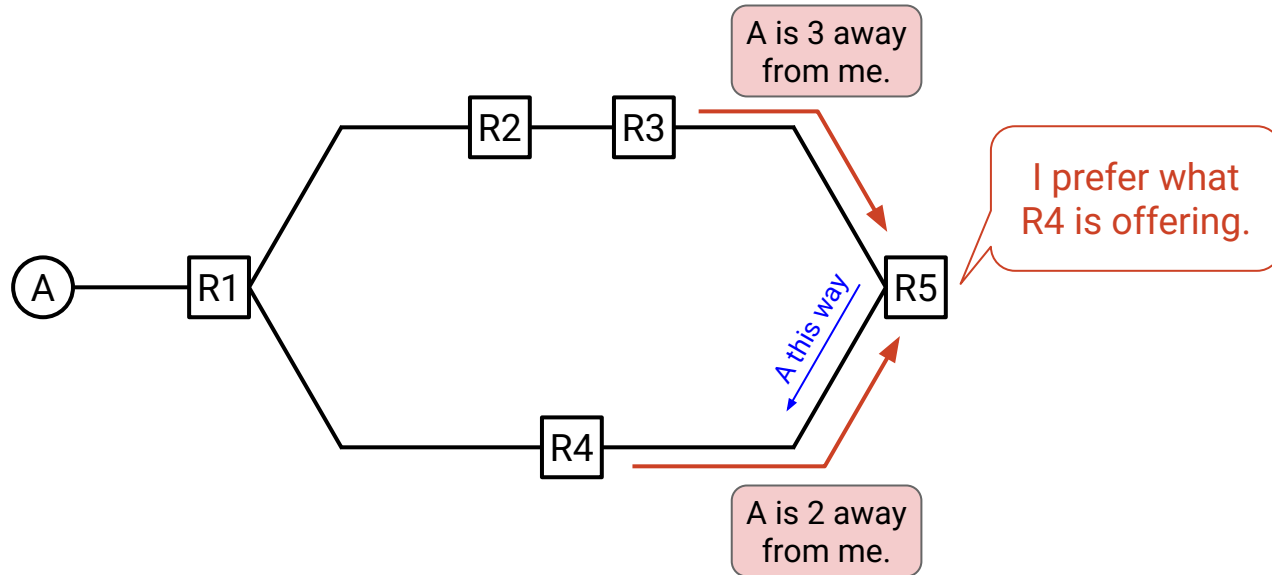 A is 3 away
from me.
R2
R3
I prefer what
R4 is offering.
A
R1
R5
A this way
R4
A is 2 away
from me.